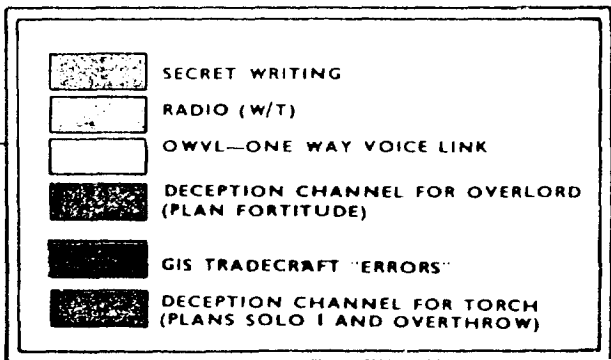 SECRET WRITING
RADIO (W/T)
OWVL—ONE WAY VOICE LINK
DECEPTION CHANNEL FOR OVERLORD
(PLAN FORTITUDE)
GIS TRADECRAFT "ERRORS"
DECEPTION CHANNEL FOR TORCH
(PLANS SOLO I AND OVERTHROW)